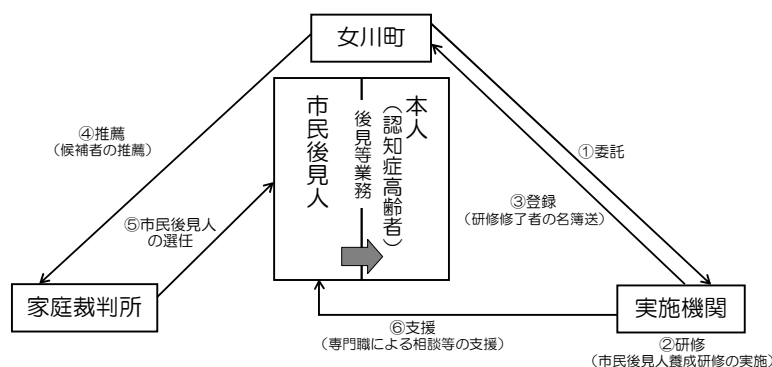 女川町
④推薦
(候補者の推薦)
市民後見人
後見等業務
本人
(認知症高齢者)
①委託
③登録
(研修修了者の名簿送)
⑤市民後見人
の選任
家庭裁判所
実施機関
⑥支援
(専門職による相談等の支援)
②研修
(市民後見人養成研修の実施)